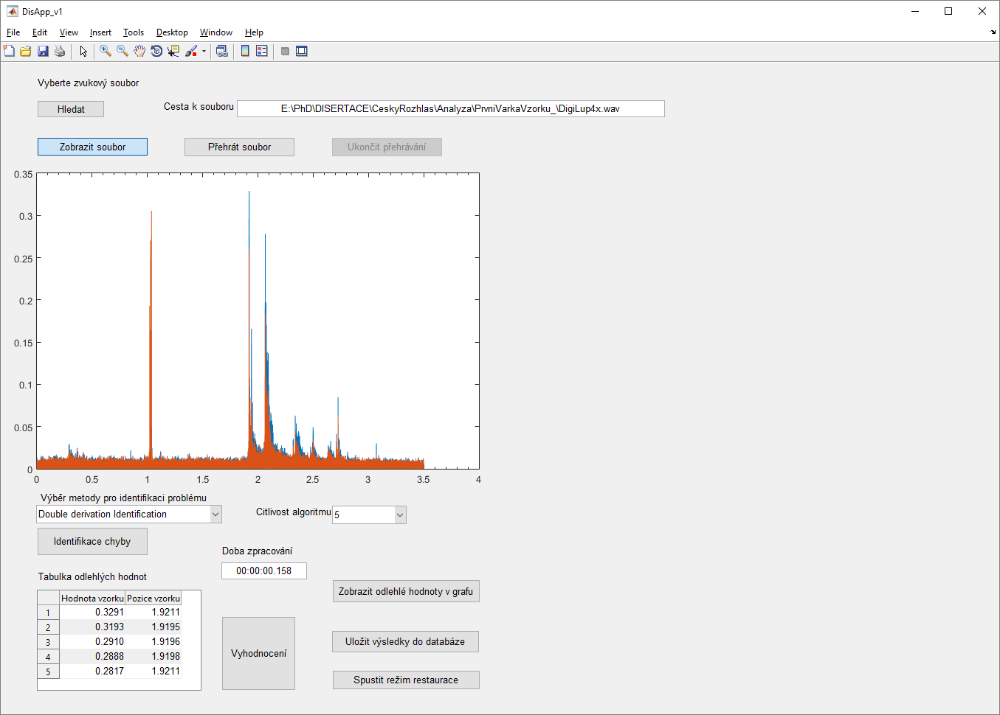 DisApp_v1
File Edit View Insert Tools Desktop Window Help
Vyberte zvukový soubor
Hledat
Cesta k souboru
E:\PhD\DISERTACE\CeskyRozhlas\Analyza\PrvniVarkaVzorku_\DigiLup4x.wav
Zobrazit soubor
Přehrát soubor
Ukončit přehrávání
0.35
0.3
0.25
0.2
0.15
0.1
0.05
0
0 0.5 1 1.5 2 2.5 3 3.5 4
Výběr metody pro identifikaci problému
Double derivation Identification
Citlivost algoritmu
5
Identifikace chyby
Doba zpracování
00:00:00.158
Tabulka odlehlých hodnot
Hodnota vzorku Pozice vzorku
1 0.3291 1.9211
2 0.3193 1.9195
3 0.2910 1.9196
4 0.2888 1.9198
5 0.2817 1.9211
Vyhodnocení
Zobrazit odlehlé hodnoty v grafu
Uložit výsledky do databáze
Spustit režim restaurace